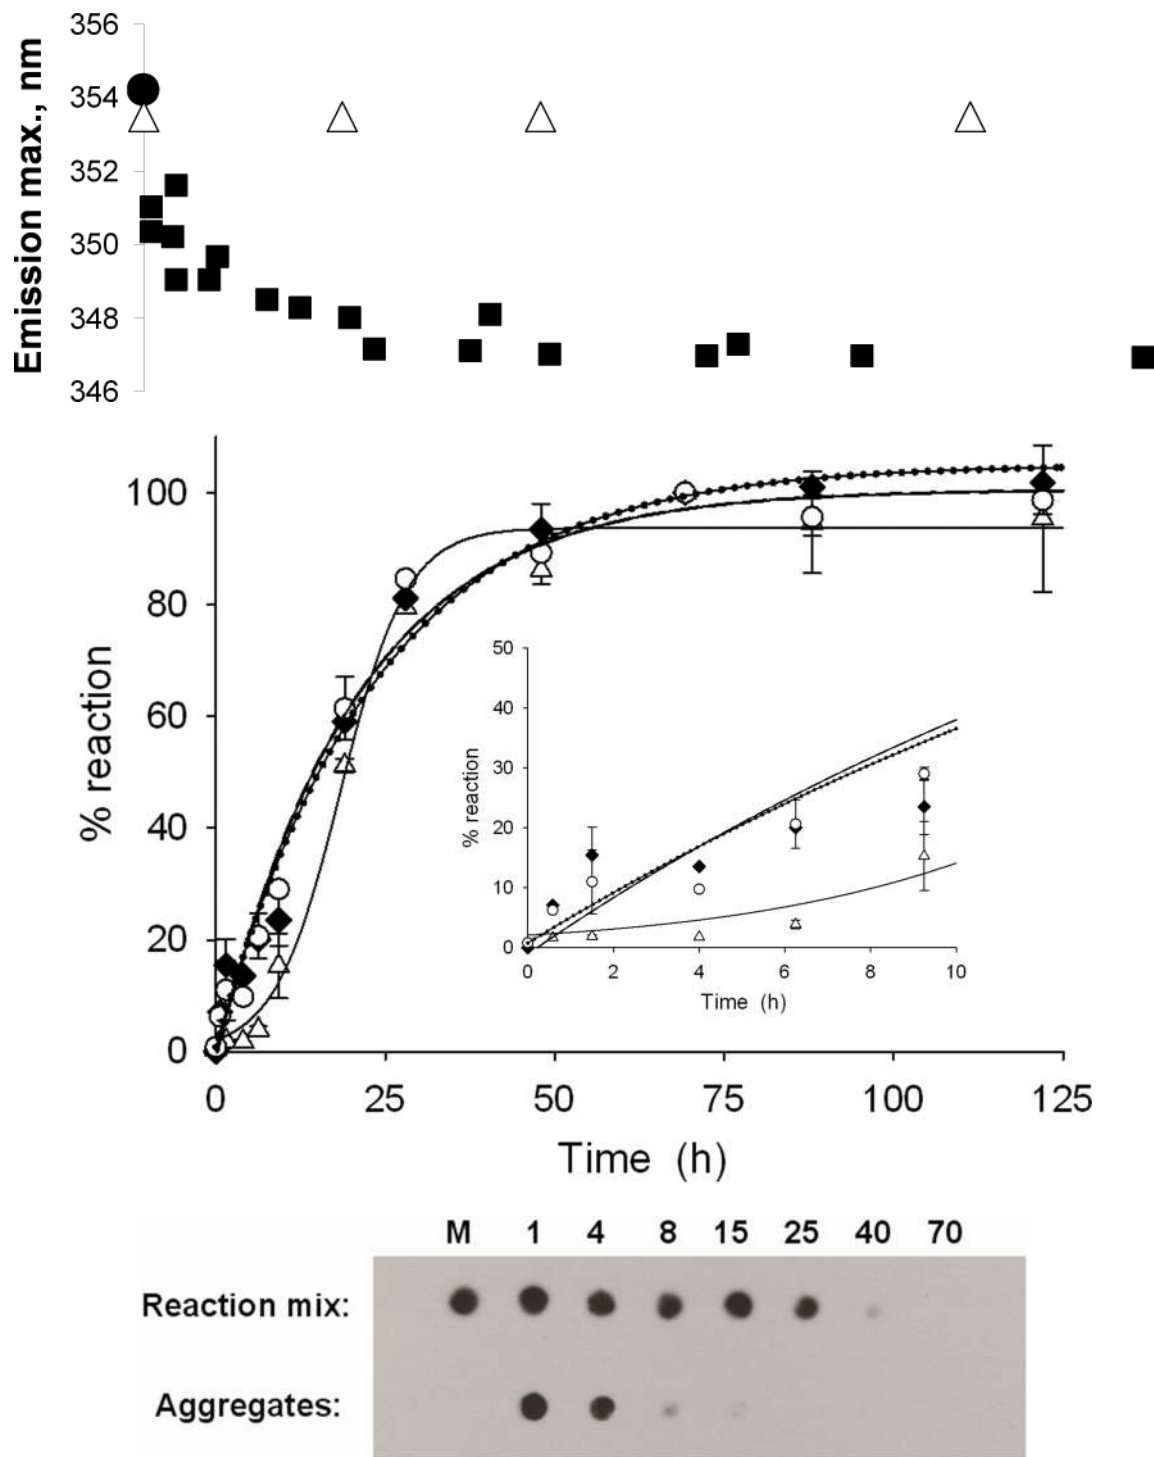 Emission max., nm
356
354
352
350
348
346
% reaction
100
80
60
40
20
0
0 25 50 75 100 125
Time (h)
% reaction
50
40
30
20
10
0
0 2 4 6 8 10
Time (h)
M 1 4 8 15 25 40 70
Reaction mix:
Aggregates: